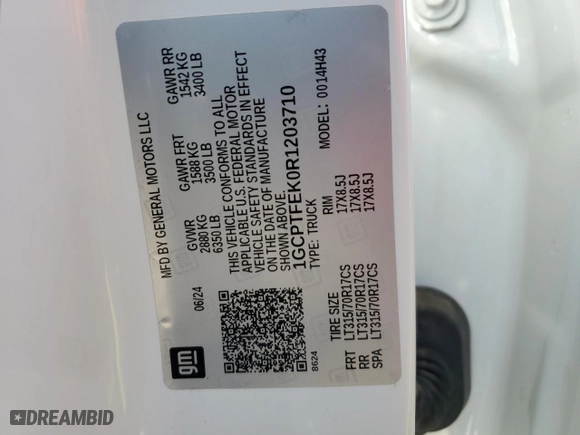 MFD BY GENERAL MOTORS LLC
gm
06/24
GVWR GAWR FRT GAWR RR
2880 KG 1588 KG 1542 KG
6350 LB 3500 LB 3400 LB
THIS VEHICLE CONFORMS TO ALL
APPLICABLE U.S. FEDERAL MOTOR
VEHICLE SAFETY STANDARDS IN EFFECT
ON THE DATE OF MANUFACTURE
SHOWN ABOVE.
1GCPTFEK0R1203710
8624
TYPE: TRUCK MODEL: 0014H43
TIRE SIZE RIM
FRT LT315/70R17CS 17X8.5J
RR LT315/70R17CS 17X8.5J
SPA LT315/70R17CS 17X8.5J
DREAMBID